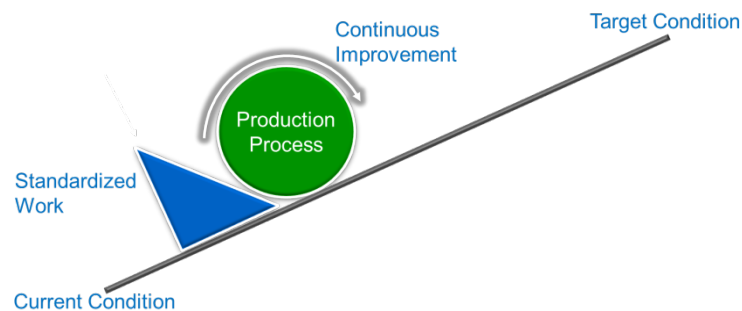 Target Condition
Continuous
Improvement
Production
Process
Standardized
Work
Current Condition